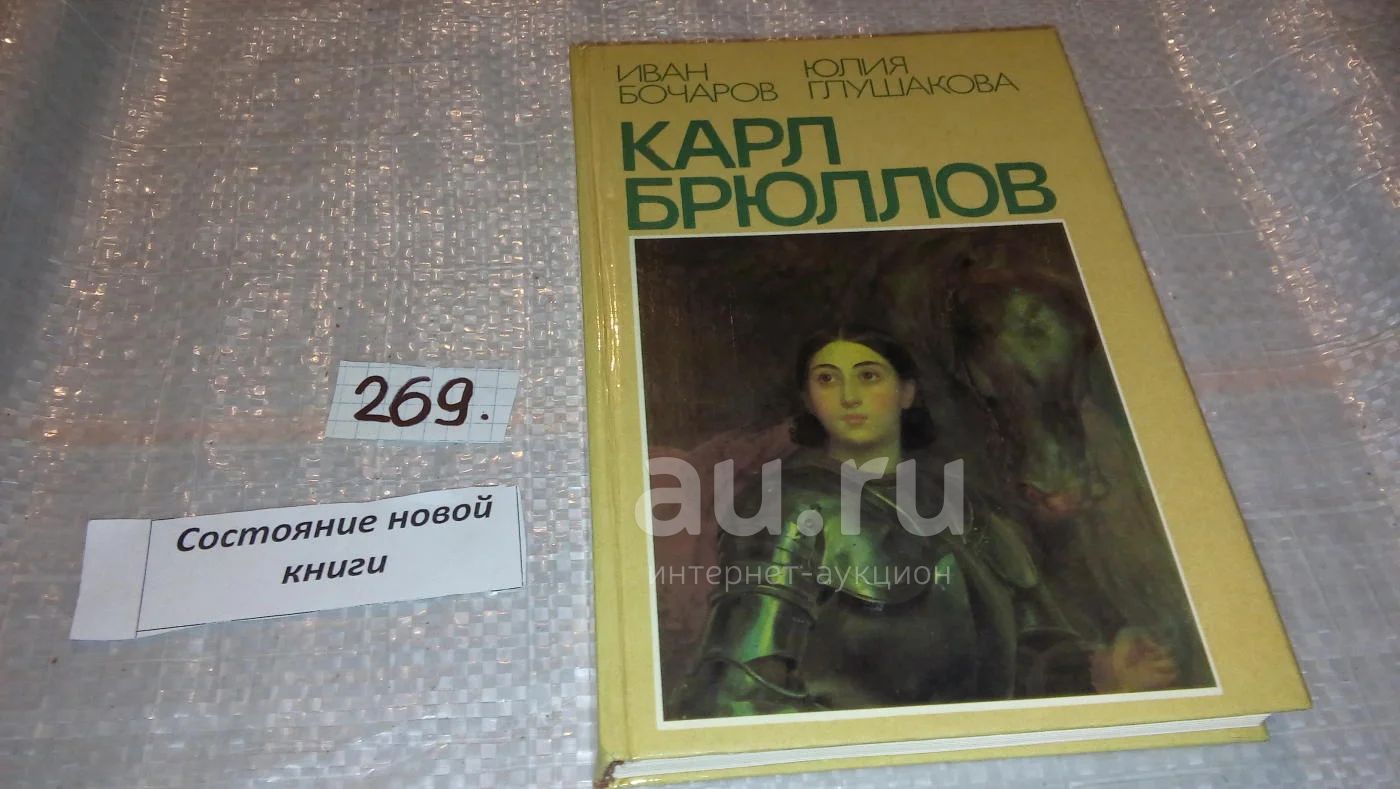 ИВАН ЮЛИЯ
БОЧАРОВ ГЛУШАКОВА
КАРЛ
БРЮЛЛОВ
269.
Состояние новой
книги
au.ru
интернет-аукцион